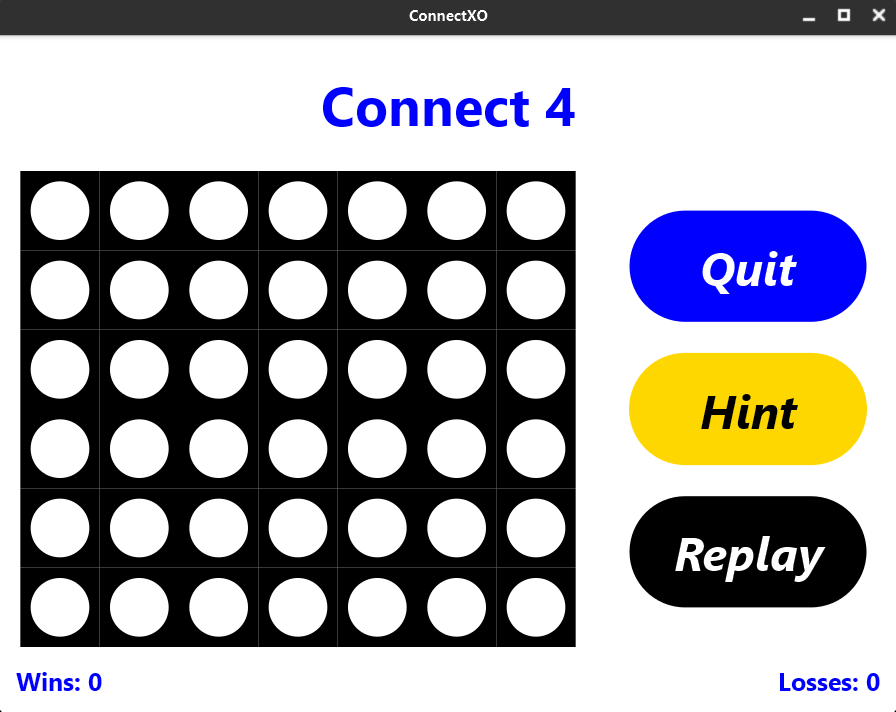 ConnectXO
Connect 4
Quit
Hint
Replay
Wins: 0
Losses: 0